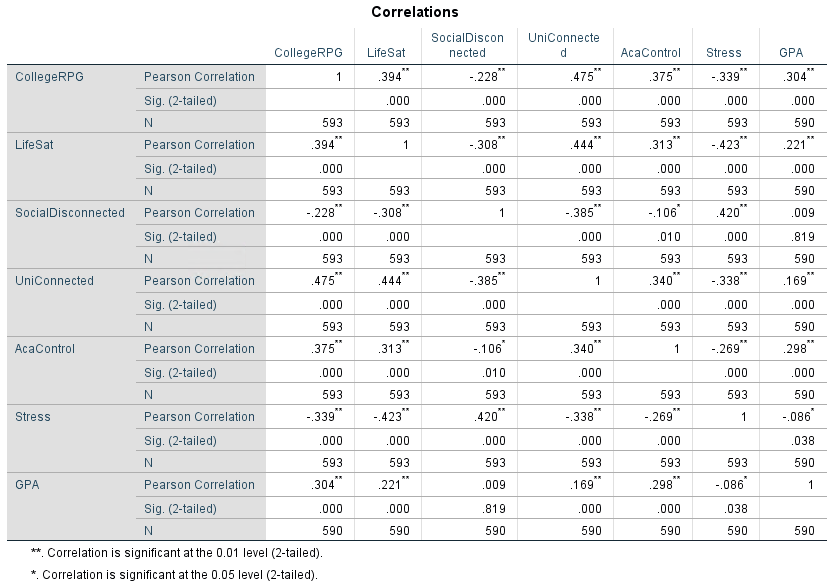 Correlations
CollegeRPG LifeSat SocialDisconnected UniConnected AcaControl Stress GPA
CollegeRPG Pearson Correlation 1 .394** -.228** .475** .375** -.339** .304**
Sig. (2-tailed) .000 .000 .000 .000 .000 .000
N 593 593 593 593 593 593 590
LifeSat Pearson Correlation .394** 1 -.308** .444** .313** -.423** .221**
Sig. (2-tailed) .000 .000 .000 .000 .000 .000
N 593 593 593 593 593 593 590
SocialDisconnected Pearson Correlation -.228** -.308** 1 -.385** -.106* .420** .009
Sig. (2-tailed) .000 .000 .000 .010 .000 .819
N 593 593 593 593 593 593 590
UniConnected Pearson Correlation .475** .444** -.385** 1 .340** -.338** .169**
Sig. (2-tailed) .000 .000 .000 .000 .000 .000
N 593 593 593 593 593 593 590
AcaControl Pearson Correlation .375** .313** -.106* .340** 1 -.269** .298**
Sig. (2-tailed) .000 .000 .010 .000 .000 .000
N 593 593 593 593 593 593 590
Stress Pearson Correlation -.339** -.423** .420** -.338** -.269** 1 -.086*
Sig. (2-tailed) .000 .000 .000 .000 .000 .038
N 593 593 593 593 593 593 590
GPA Pearson Correlation .304** .221** .009 .169** .298** -.086* 1
Sig. (2-tailed) .000 .000 .819 .000 .000 .038
N 590 590 590 590 590 590 590
**. Correlation is significant at the 0.01 level (2-tailed).
*. Correlation is significant at the 0.05 level (2-tailed).